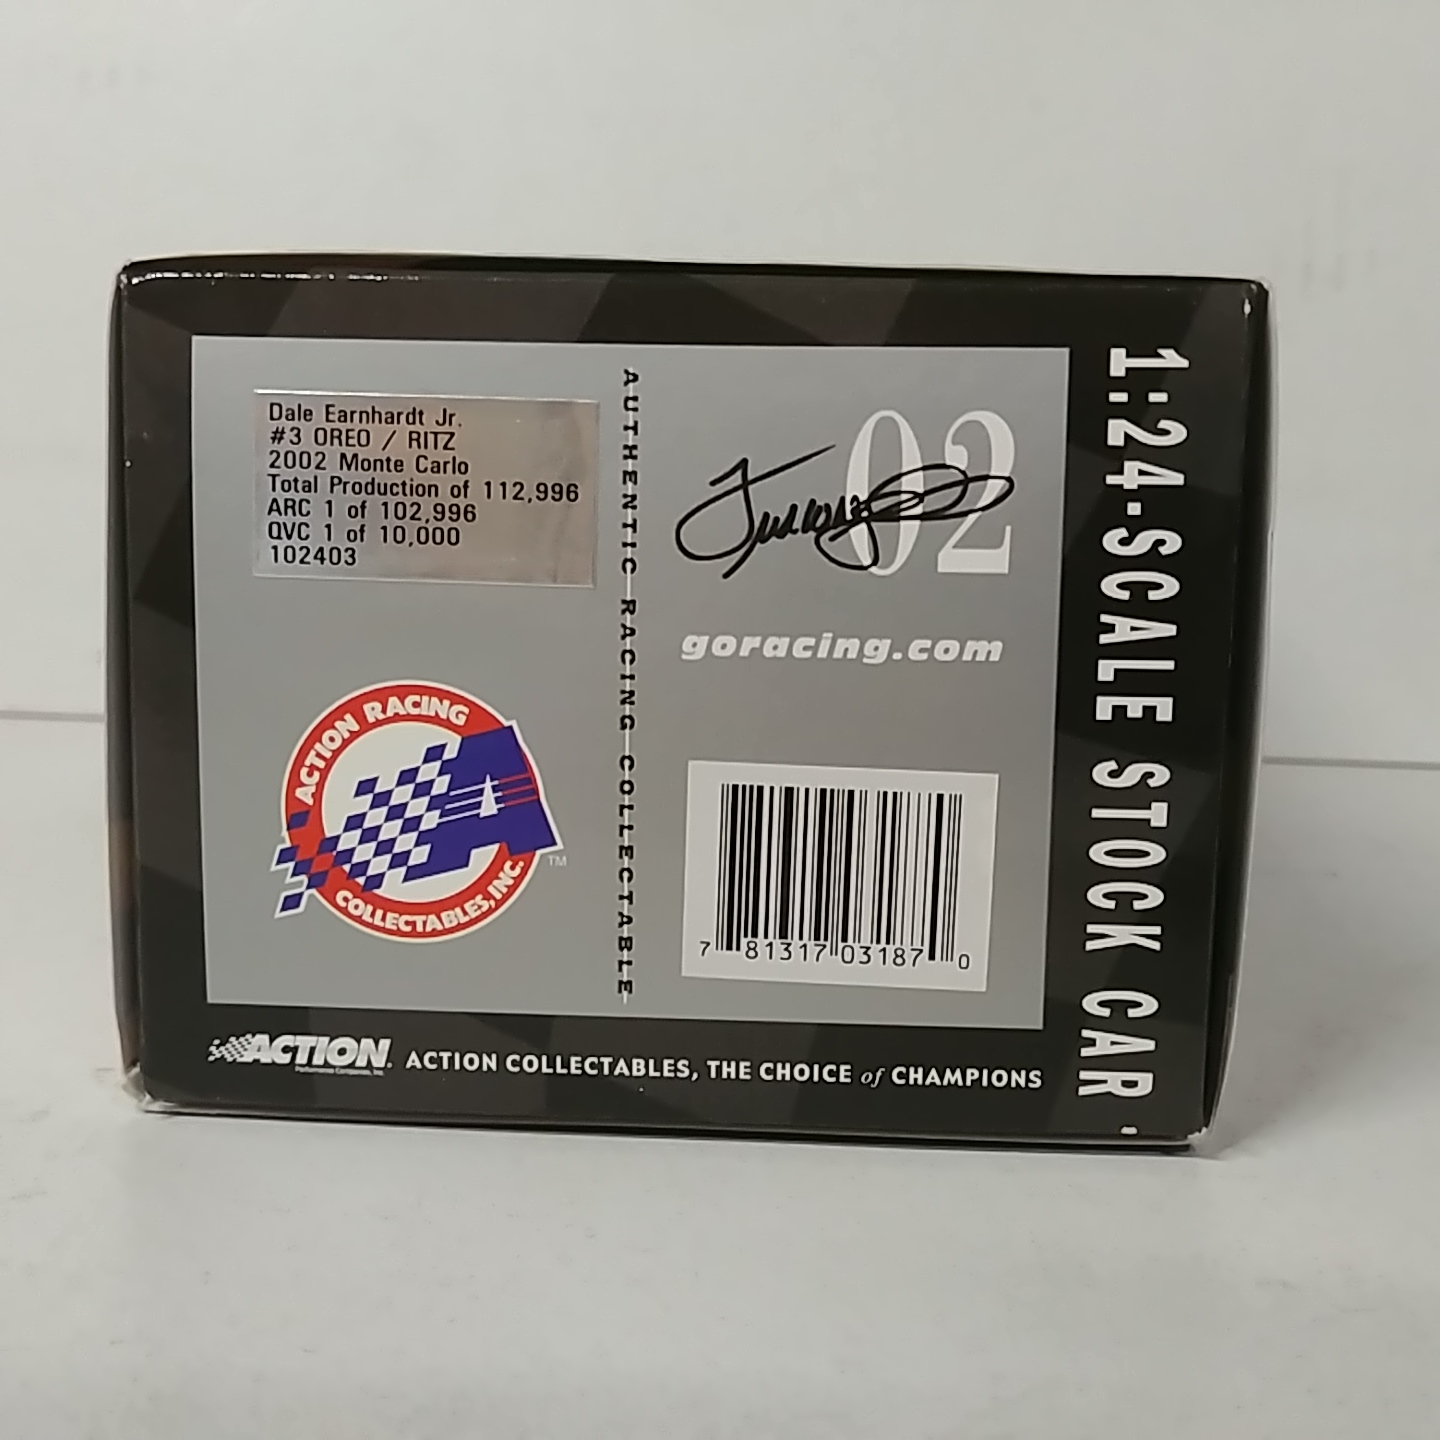 Dale Earnhardt Jr.
#3 OREO / RITZ
2002 Monte Carlo
Total Production of 112,996
ARC 1 of 102,996
QVC 1 of 10,000
102403
AUTHENTIC RACING COLLECTABLE
02
goracing.com
ACTION RACING
COLLECTABLES, INC.
TM
7 81317 03187 0
ACTION
ACTION COLLECTABLES, THE CHOICE of CHAMPIONS
1:24-SCALE STOCK CAR